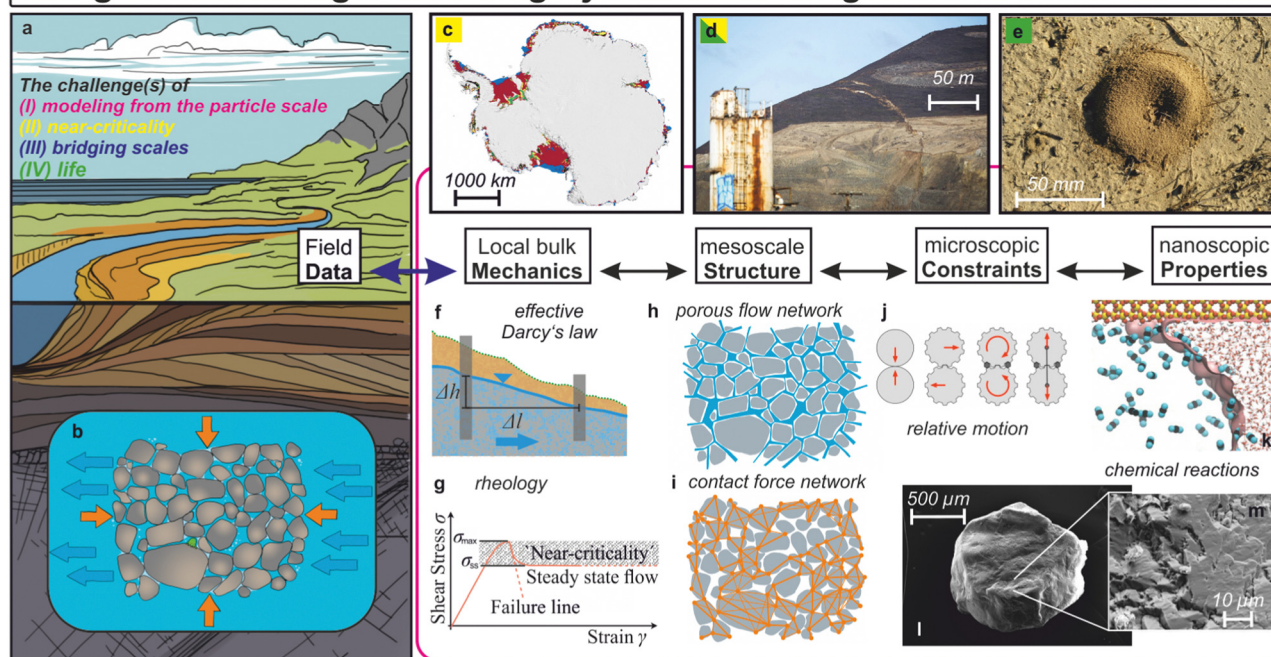 a
The challenge(s) of
(I) modeling from the particle scale
(II) near-criticality
(III) bridging scales
(IV) life
b
c
1000 km
d
50 m
e
50 mm
Field
Data
Local bulk
Mechanics
mesoscale
Structure
microscopic
Constraints
nanoscopic
Properties
f
effective
Darcy's law
Δh
Δl
g
rheology
Shear Stress σ
σmax
σss
Near-criticality
Steady state flow
Failure line
Strain γ
h
porous flow network
i
contact force network
j
relative motion
k
chemical reactions
500 µm
l
m
10 µm